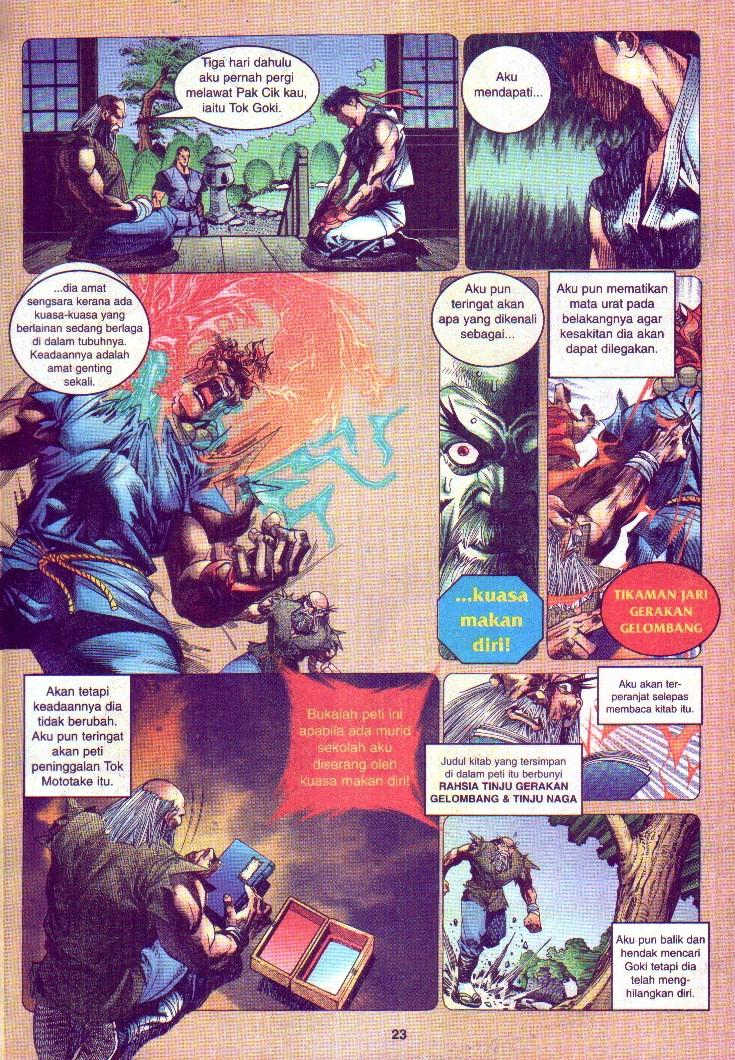 Tiga hari dahulu
aku pernah pergi
melawat Pak Cik kau,
iaitu Tok Goki.
Aku
mendapati...
...dia amat
sengsara kerana ada
kuasa-kuasa yang
berlainan sedang berlaga
di dalam tubuhnya.
Keadaannya adalah
amat genting
sekali.
Aku pun
teringat akan
apa yang dikenali
sebagai...
...kuasa
makan
diri!
Aku pun mematikan
mata urat pada
belakangnya agar
kesakitan dia akan
dapat dilegakan.
TIKAMAN JARI
GERAKAN
GELOMBANG
Akan tetapi
keadaannya dia
tidak berubah.
Aku pun teringat
akan peti
peninggalan Tok
Mototake itu.
Bukalah peti ini
apabila ada murid
sekolah aku
diserang oleh
kuasa makan diri!
Aku akan ter-
peranjat selepas
membaca kitab itu.
Judul kitab yang tersimpan
di dalam peti itu berbunyi
RAHSIA TINJU GERAKAN
GELOMBANG & TINJU NAGA
Aku pun balik dan
hendak mencari
Goki tetapi dia
telah meng-
hilangkan diri.
23